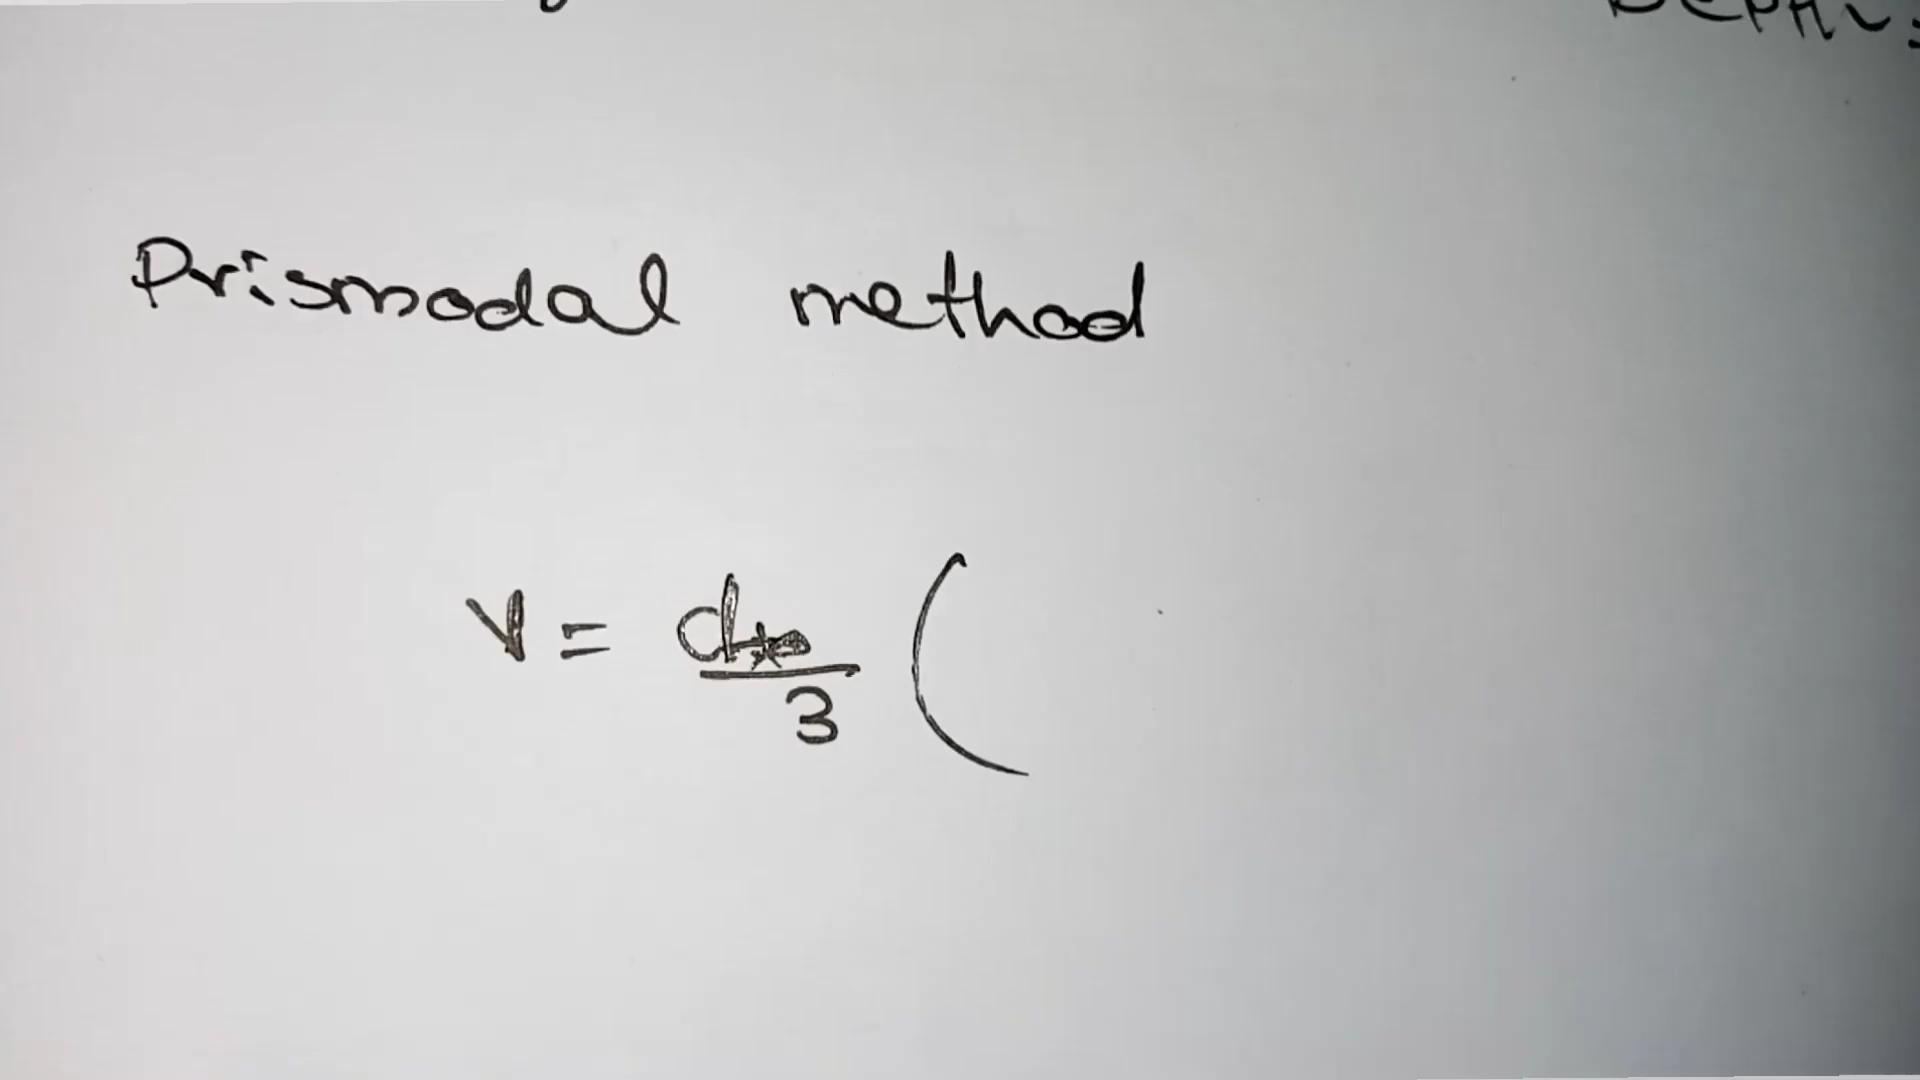 Prismodal method
V = d
3 (